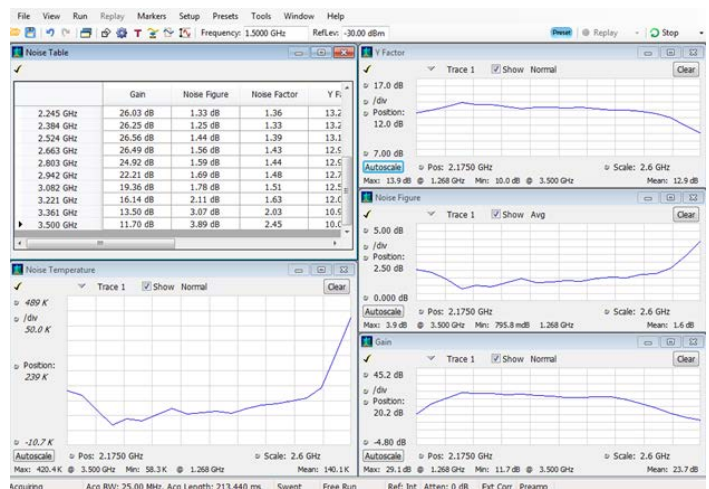 File View Run Replay Markers Setup Presets Tools Window Help
Frequency: 1.5000 GHz RefLev: -30.00 dBm Preset Replay Stop
Noise Table
Gain Noise Figure Noise Factor Y Fa
2.245 GHz 26.03 dB 1.33 dB 1.36 13.2
2.384 GHz 26.25 dB 1.25 dB 1.33 13.2
2.524 GHz 26.56 dB 1.44 dB 1.39 13.1
2.663 GHz 26.49 dB 1.56 dB 1.43 12.9
2.803 GHz 24.92 dB 1.59 dB 1.44 12.9
2.942 GHz 22.21 dB 1.69 dB 1.48 12.7
3.082 GHz 19.36 dB 1.78 dB 1.51 12.5
3.221 GHz 16.14 dB 2.11 dB 1.63 12.0
3.361 GHz 13.50 dB 3.07 dB 2.03 10.9
3.500 GHz 11.70 dB 3.89 dB 2.45 10.0
Y Factor
Trace 1 Show Normal Clear
17.0 dB
/div
Position:
12.0 dB
7.00 dB
Autoscale Pos: 2.1750 GHz Scale: 2.6 GHz
Max: 13.9 dB @ 1.268 GHz Min: 10.0 dB @ 3.500 GHz Mean: 12.9 dB
Noise Figure
Trace 1 Show Avg Clear
5.00 dB
/div
Position:
2.50 dB
0.000 dB
Autoscale Pos: 2.1750 GHz Scale: 2.6 GHz
Max: 3.9 dB @ 3.500 GHz Min: 795.8 mdB 1.268 GHz Mean: 1.6 dB
Noise Temperature
Trace 1 Show Normal Clear
489 K
/div
50.0 K
Position:
239 K
-10.7 K
Autoscale Pos: 2.1750 GHz Scale: 2.6 GHz
Max: 420.4 K @ 3.500 GHz Min: 58.3 K @ 1.268 GHz Mean: 140.1 K
Gain
Trace 1 Show Normal Clear
45.2 dB
/div
Position:
20.2 dB
-4.80 dB
Autoscale Pos: 2.1750 GHz Scale: 2.6 GHz
Max: 29.1 dB @ 1.268 GHz Min: 11.7 dB @ 3.500 GHz Mean: 23.7 dB
Acquiring Acq BW: 25.00 MHz, Acq Length: 213.440 ms Swept Free Run Ref: Int Atten: 0 dB Ext Corr Preamp